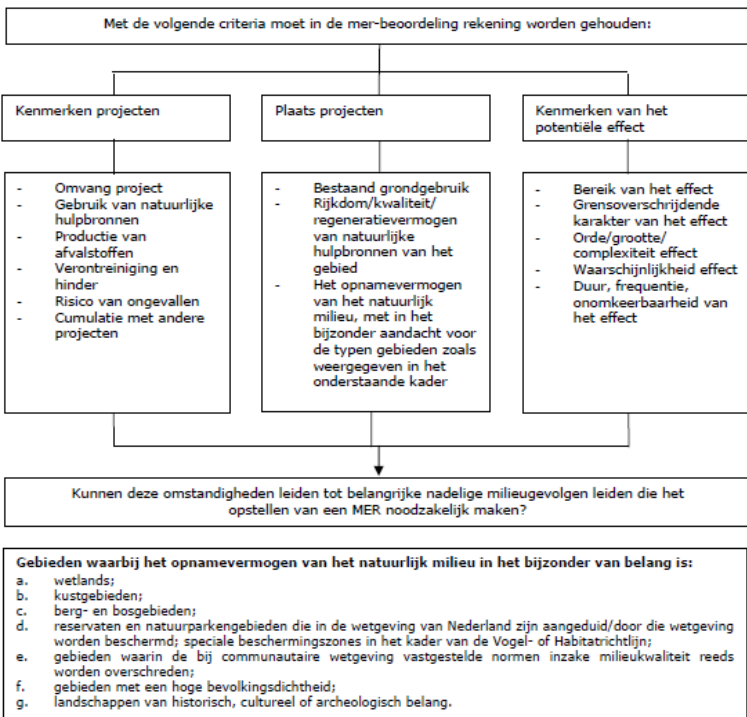 Met de volgende criteria moet in de mer-beoordeling rekening worden gehouden:
Kenmerken projecten
Plaats projecten
Kenmerken van het
potentiële effect
- Omvang project
- Gebruik van natuurlijke
hulpbronnen
- Productie van
afvalstoffen
- Verontreiniging en
hinder
- Risico van ongevallen
- Cumulatie met andere
projecten
- Bestaand grondgebruik
- Rijkdom/kwaliteit/
regeneratievermogen
van natuurlijke
hulpbronnen van het
gebied
- Het opnamevermogen
van het natuurlijk
milieu, met in het
bijzonder aandacht voor
de typen gebieden zoals
weergegeven in het
onderstaande kader
- Bereik van het effect
- Grensoverschrijdende
karakter van het effect
- Orde/grootte/
complexiteit effect
- Waarschijnlijkheid effect
- Duur, frequentie,
onomkeerbaarheid van
het effect
Kunnen deze omstandigheden leiden tot belangrijke nadelige milieugevolgen leiden die het
opstellen van een MER noodzakelijk maken?
Gebieden waarbij het opnamevermogen van het natuurlijk milieu in het bijzonder van belang is:
a. wetlands;
b. kustgebieden;
c. berg- en bosgebieden;
d. reservaten en natuurparkengebieden die in de wetgeving van Nederland zijn aangeduid/door die wetgeving
worden beschermd; speciale beschermingszones in het kader van de Vogel- of Habitatrichtlijn;
e. gebieden waarin de bij communautaire wetgeving vastgestelde normen inzake milieukwaliteit reeds
worden overschreden;
f. gebieden met een hoge bevolkingsdichtheid;
g. landschappen van historisch, cultureel of archeologisch belang.